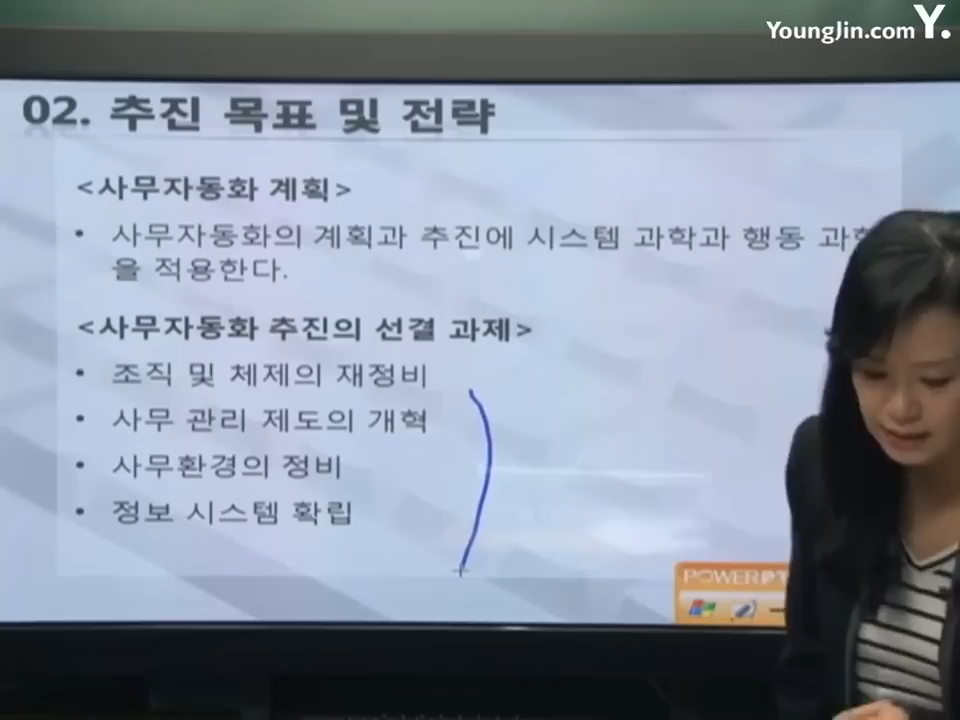 YoungJin.com Y.
02. 추진 목표 및 전략
<사무자동화 계획>
• 사무자동화의 계획과 추진에 시스템 과학과 행동
을 적용한다.
<사무자동화 추진의 선결 과제>
• 조직 및 체제의 재정비
• 사무 관리 제도의 개혁
• 사무환경의 정비
• 정보 시스템 확립